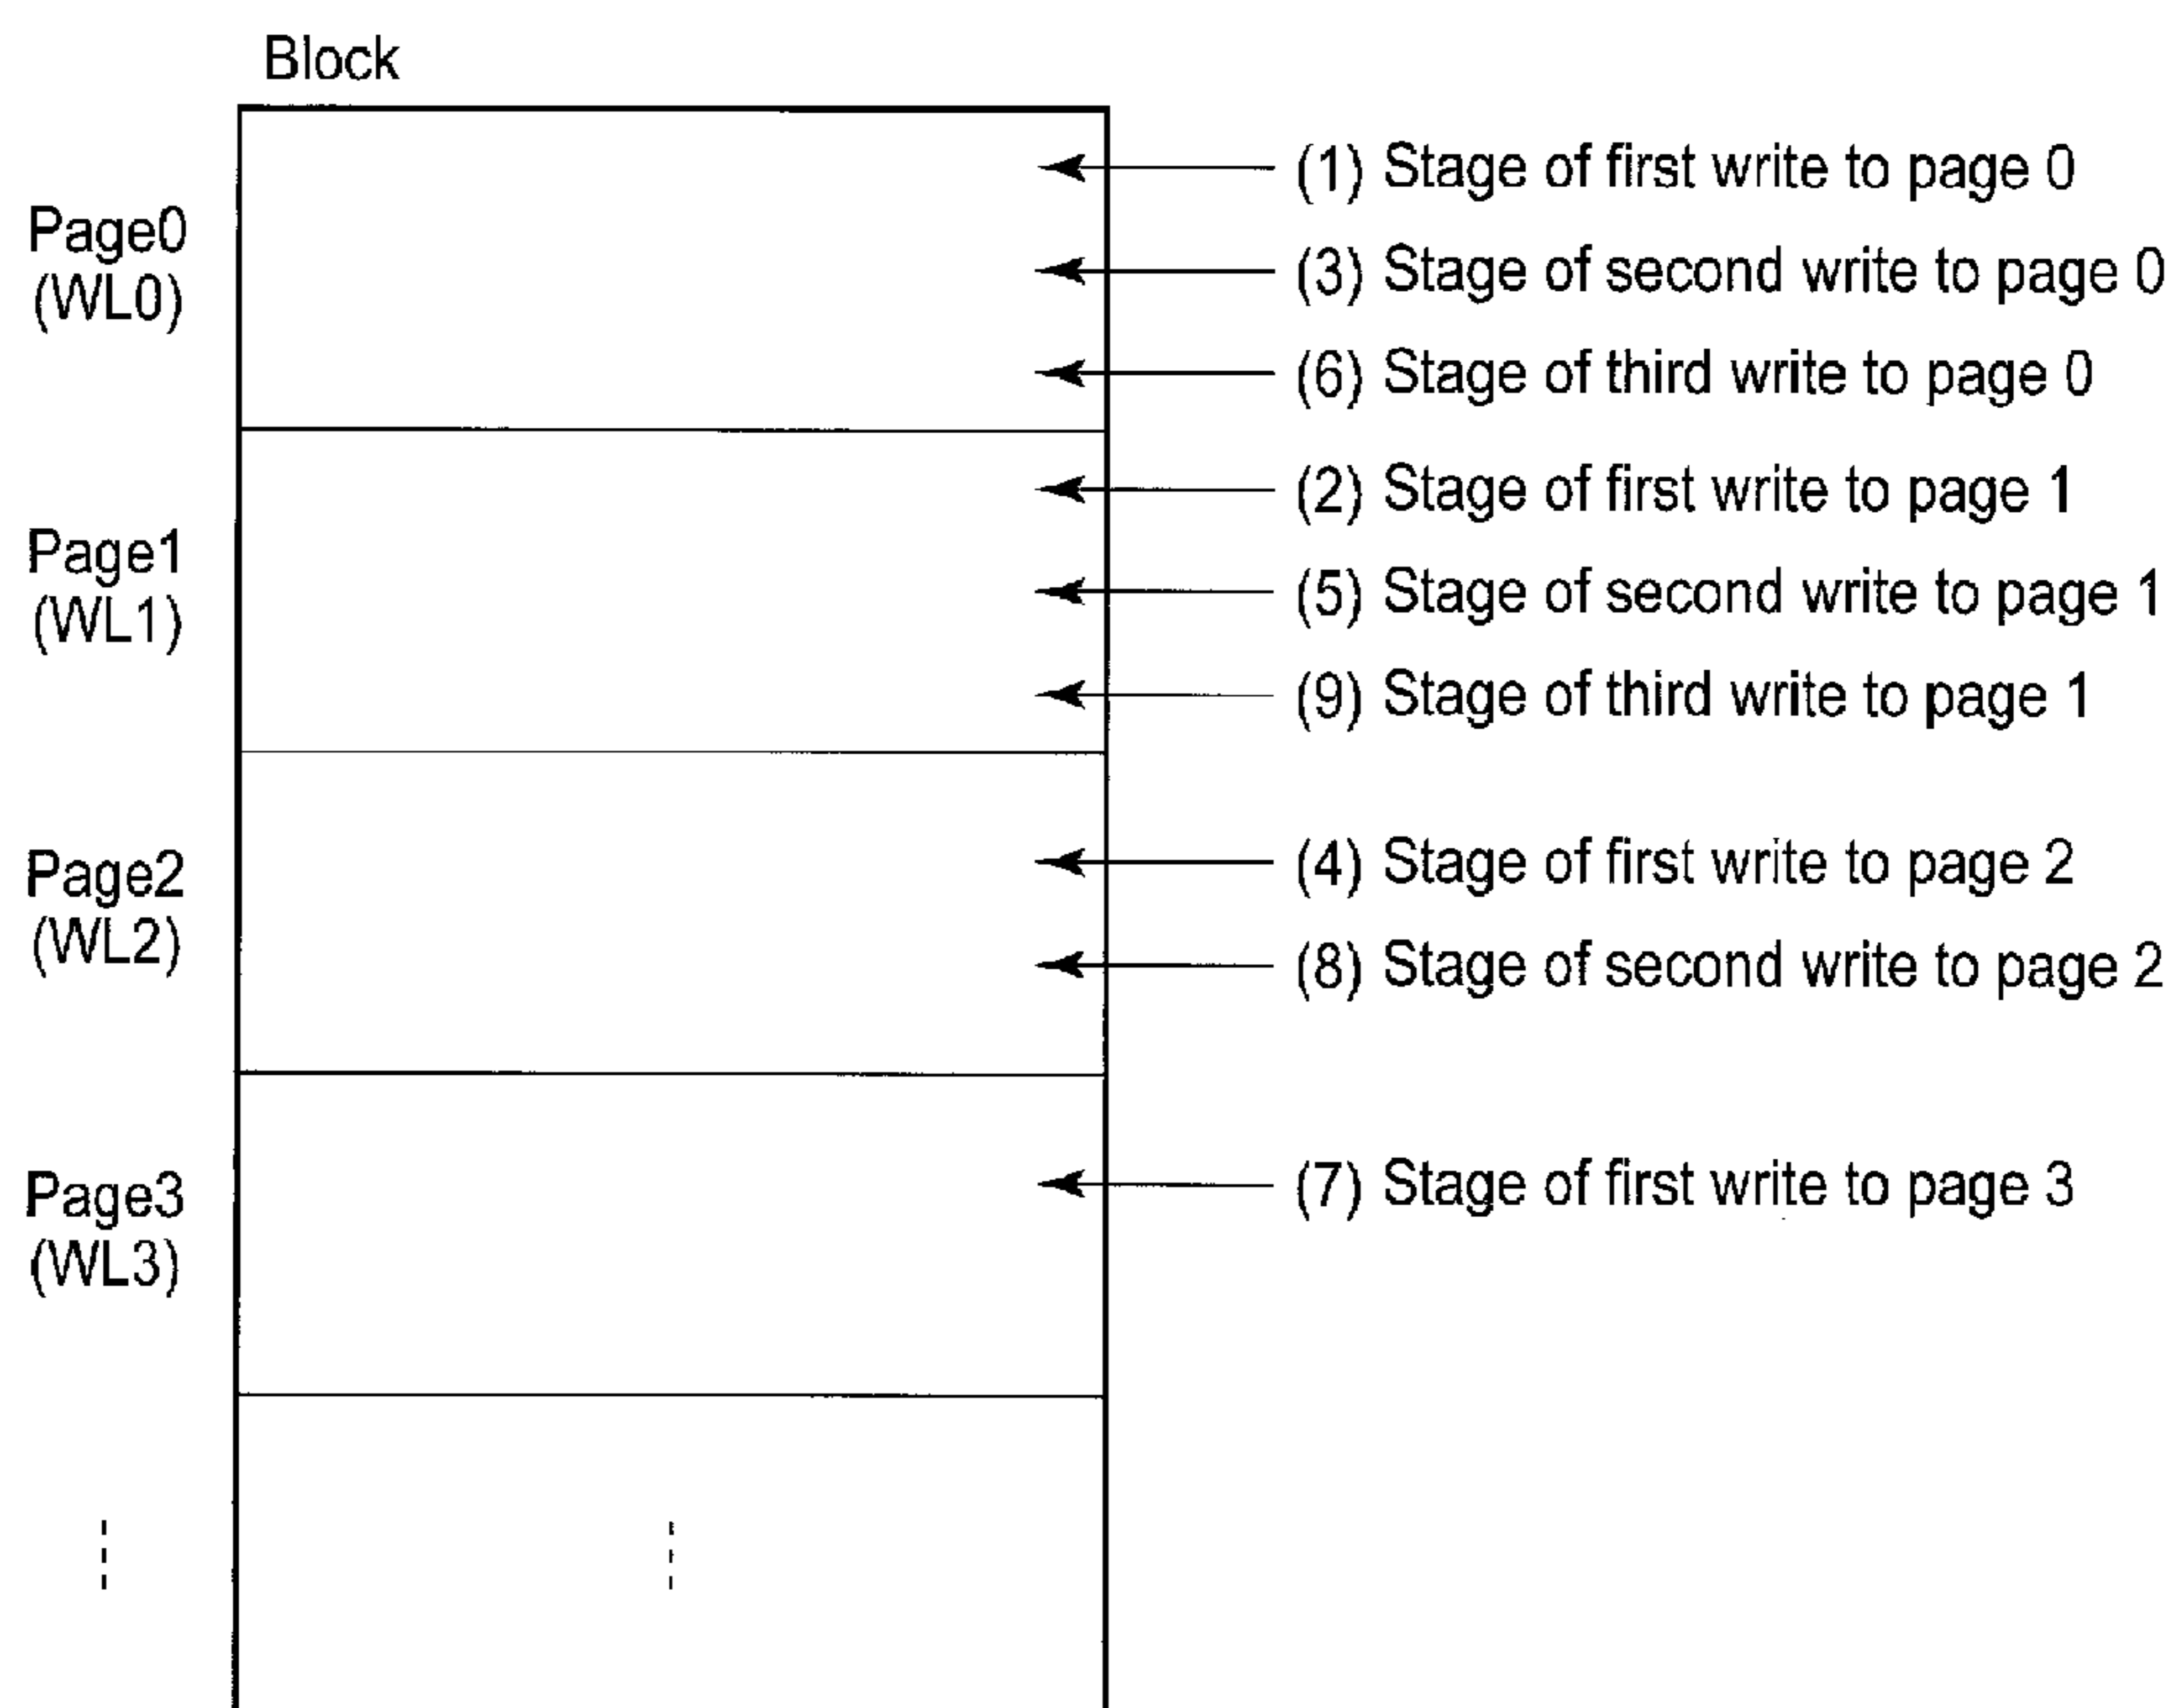 Block
Page0
(WL0)
(1) Stage of first write to page 0
(3) Stage of second write to page 0
(6) Stage of third write to page 0
Page1
(WL1)
(2) Stage of first write to page 1
(5) Stage of second write to page 1
(9) Stage of third write to page 1
Page2
(WL2)
(4) Stage of first write to page 2
(8) Stage of second write to page 2
Page3
(WL3)
(7) Stage of first write to page 3